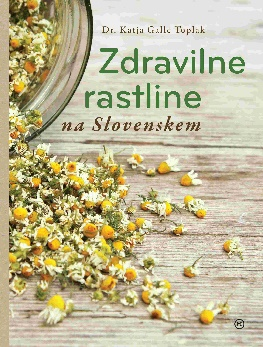 Dr. Katja Galle Toplak
Zdravilne
rastline
na Slovenskem